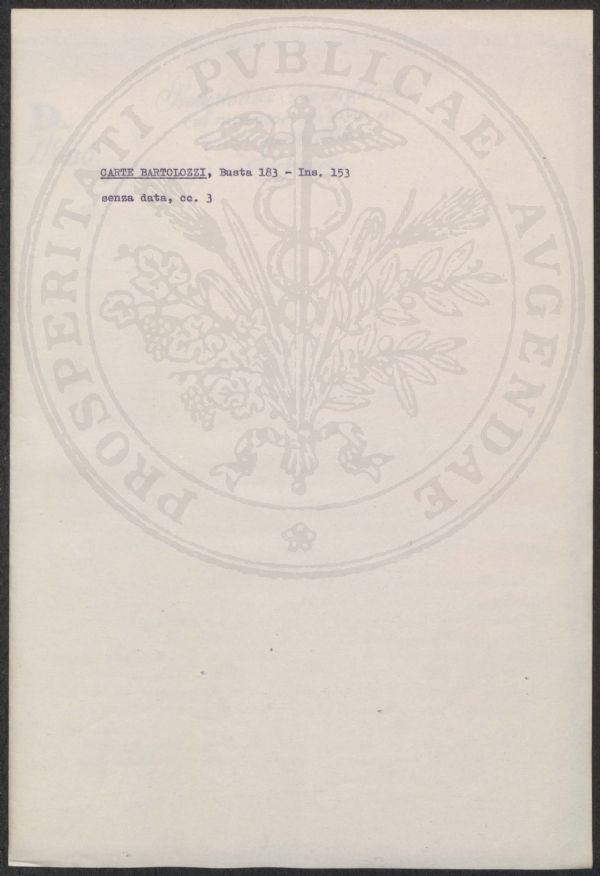 CARTE BARTOLOZZI, Busta 183 - Ins. 153
senza data, cc. 3
PROSPERITATI PVBLICAE AVGENDAE